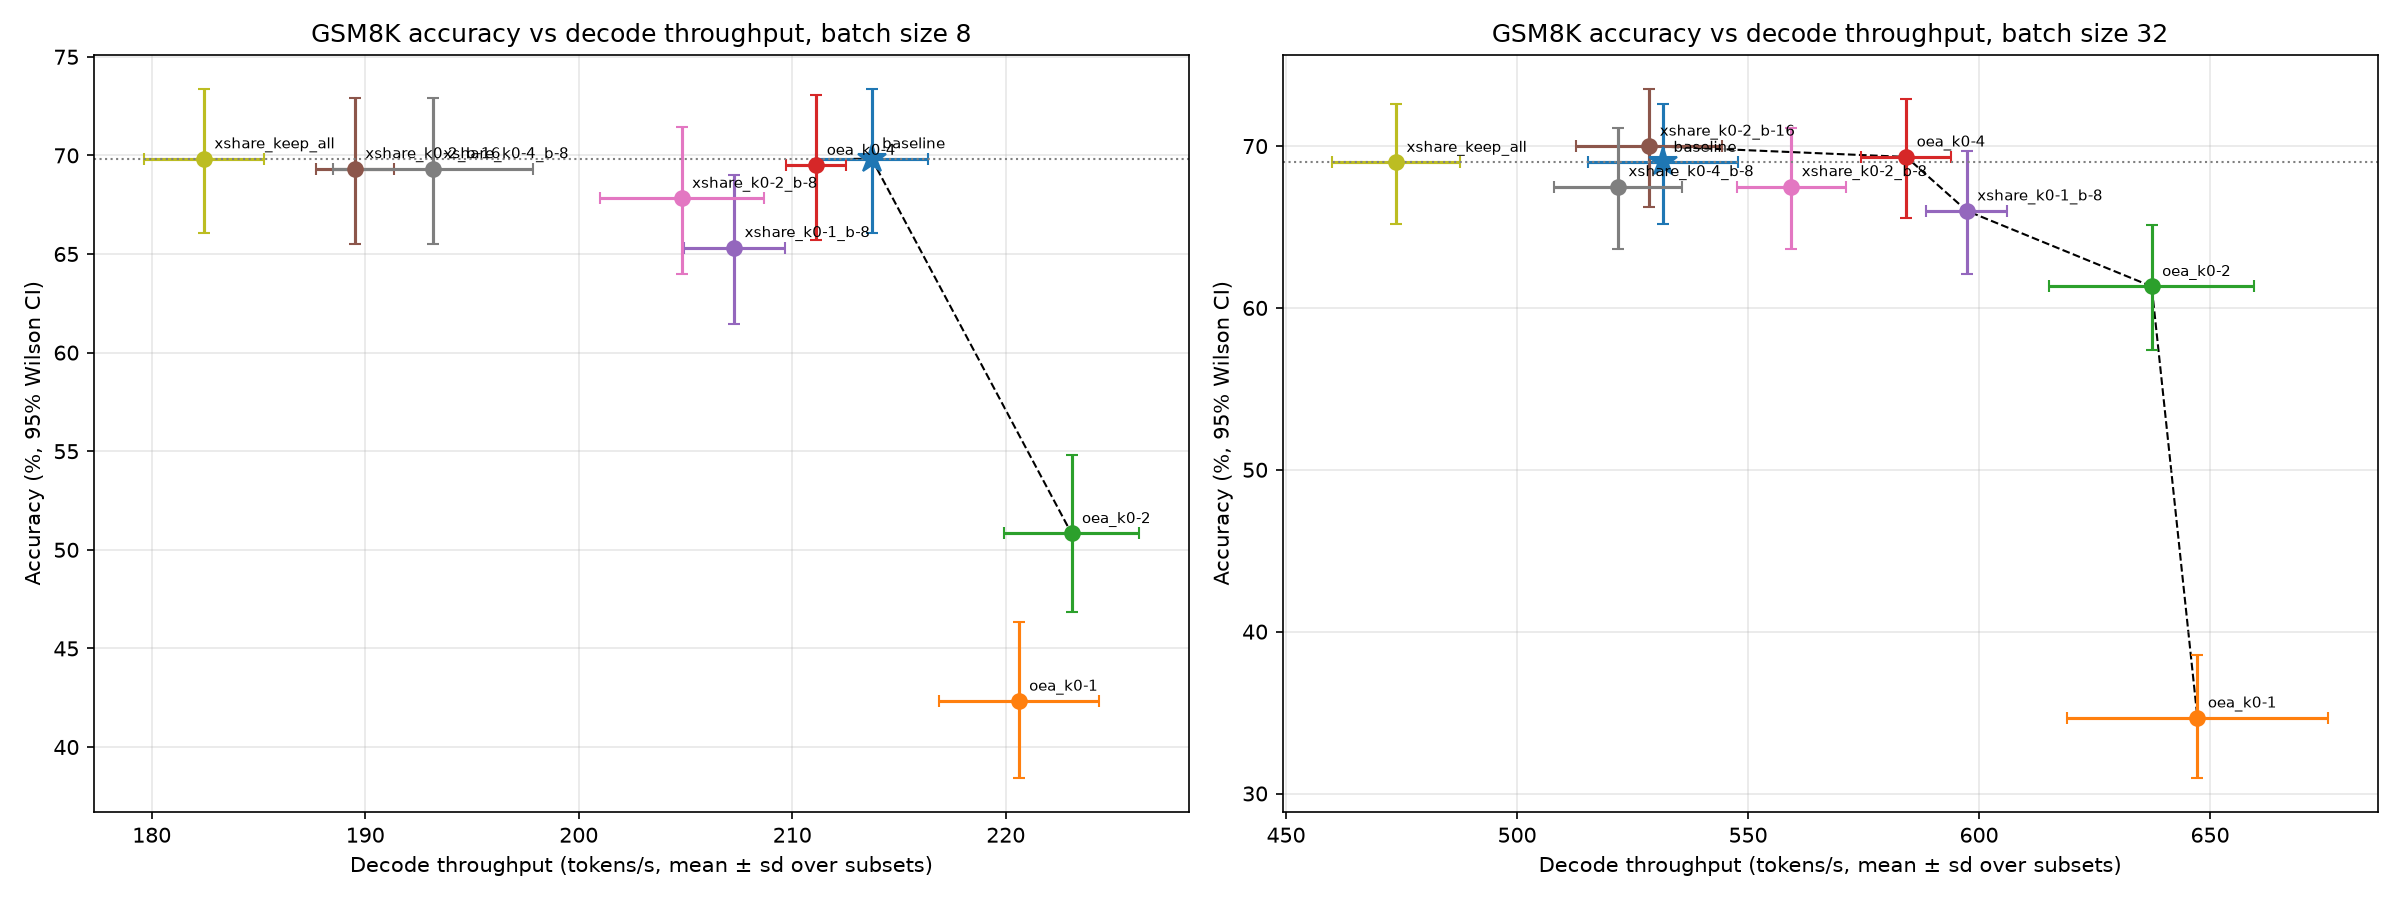 GSM8K accuracy vs decode throughput, batch size 8
75
70
65
60
55
50
45
40
Accuracy (%, 95% Wilson CI)
xshare_keep_all
xshare_k0-2_b-16
xshare_k0-4_b-8
xshare_k0-2_b-8
xshare_k0-1_b-8
oea_k0-4
baseline
oea_k0-2
oea_k0-1
180
190
200
210
220
Decode throughput (tokens/s, mean ± sd over subsets)
GSM8K accuracy vs decode throughput, batch size 32
70
60
50
40
30
Accuracy (%, 95% Wilson CI)
xshare_keep_all
xshare_k0-2_b-16
baseline
xshare_k0-4_b-8
xshare_k0-2_b-8
oea_k0-4
xshare_k0-1_b-8
oea_k0-2
oea_k0-1
450
500
550
600
650
Decode throughput (tokens/s, mean ± sd over subsets)